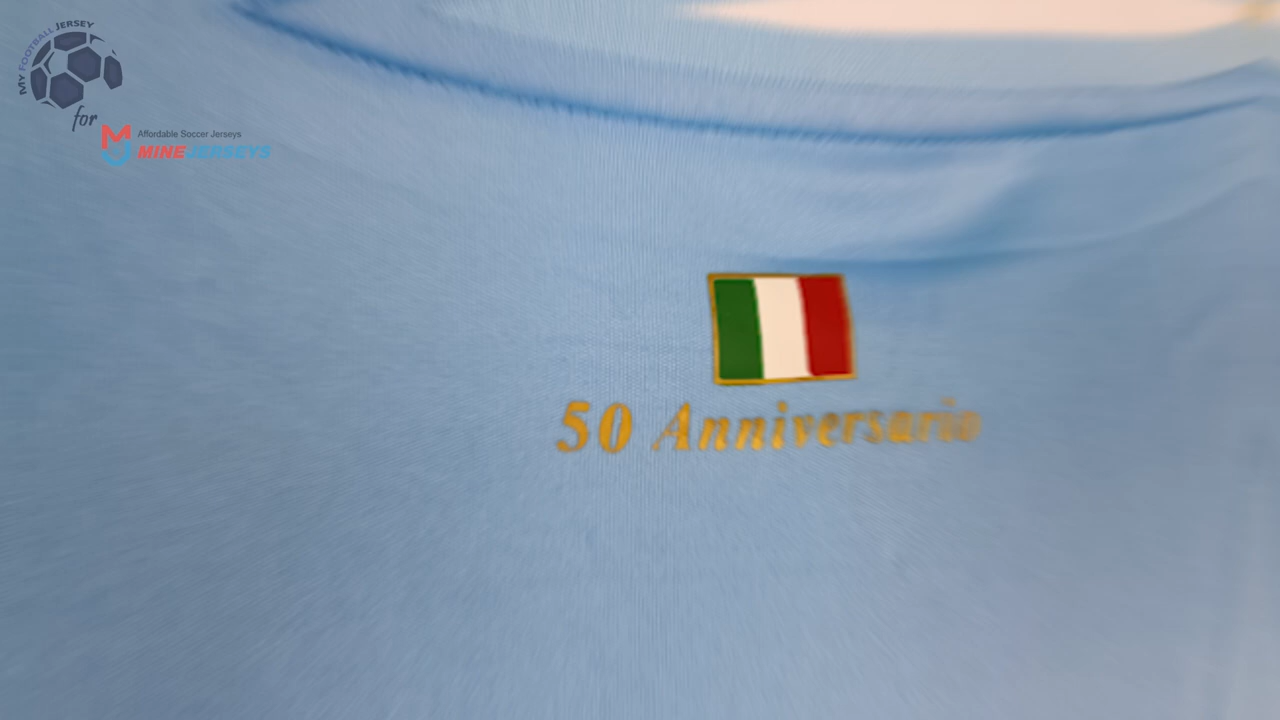 MY FOOTBALL JERSEY
for
Affordable Soccer Jerseys
MINEJERSEYS
50 Anniversario